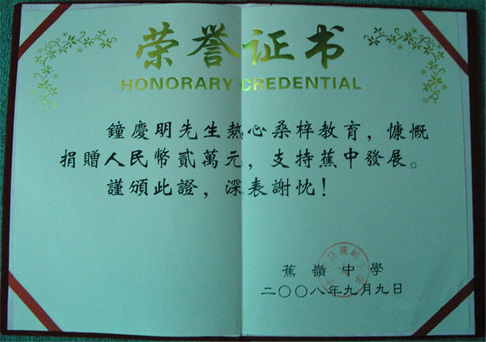 荣誉证书
HONORARY CREDENTIAL
鐘慶明先生熱心桑梓教育，慷慨
捐贈人民幣貳萬元，支持蕉中發展。
謹頒此證，深表謝忱！
蕉嶺中學
二〇〇八年九月九日